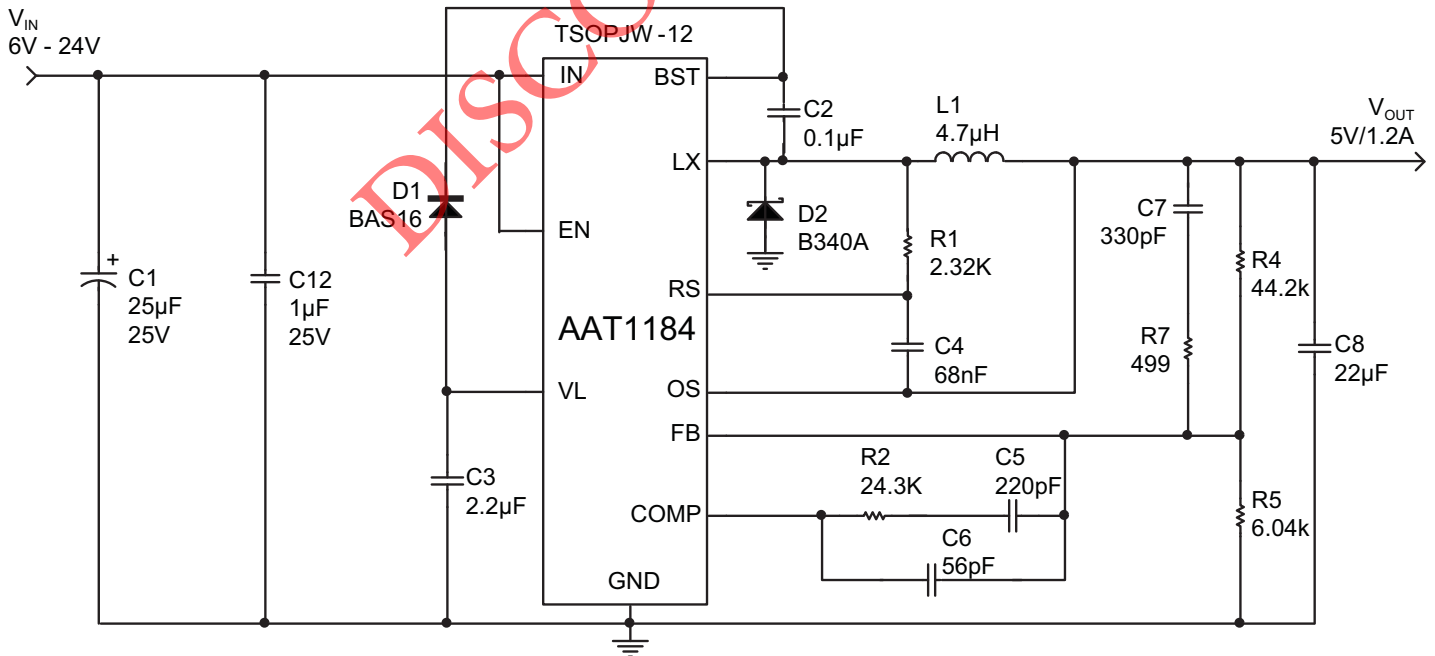 V_IN
6V - 24V
TSOPJW-12
DISCO
IN
BST
C2
0.1µF
L1
4.7µH
V_OUT
5V/1.2A
LX
D1
BAS16
EN
D2
B340A
R1
2.32K
C7
330pF
R4
44.2k
+
C1
25µF
25V
C12
1µF
25V
RS
AAT1184
C4
68nF
R7
499
C8
22µF
VL
OS
FB
C3
2.2µF
R2
24.3K
C5
220pF
COMP
R5
6.04k
C6
56pF
GND